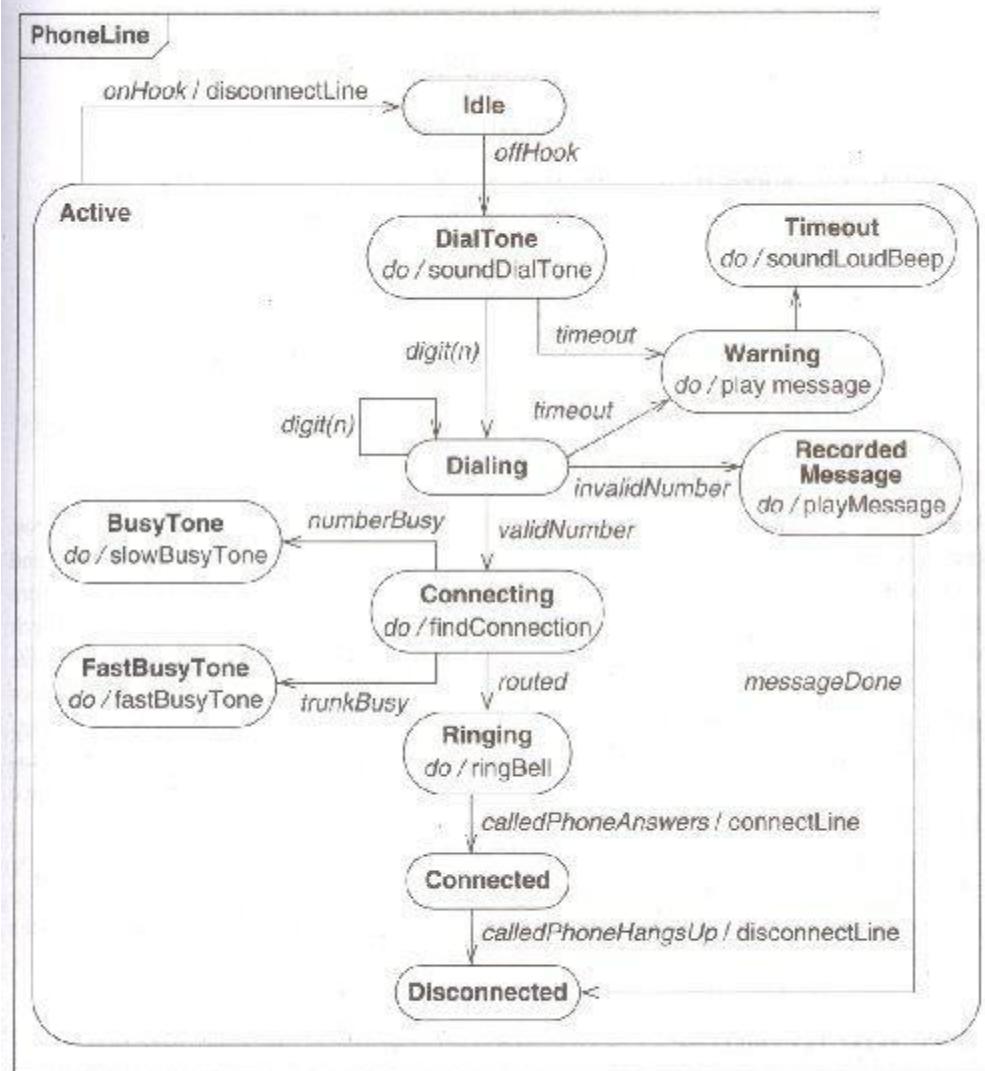 PhoneLine
onHook / disconnectLine
Idle
offHook
Active
DialTone
do / soundDialTone
Timeout
do / soundLoudBeep
timeout
digit(n)
Warning
do / play message
digit(n)
timeout
Dialing
Recorded
Message
do / playMessage
invalidNumber
BusyTone
do / slowBusyTone
numberBusy
validNumber
Connecting
do / findConnection
FastBusyTone
do / fastBusyTone
trunkBusy
routed
messageDone
Ringing
do / ringBell
calledPhoneAnswers / connectLine
Connected
calledPhoneHangsUp / disconnectLine
Disconnected